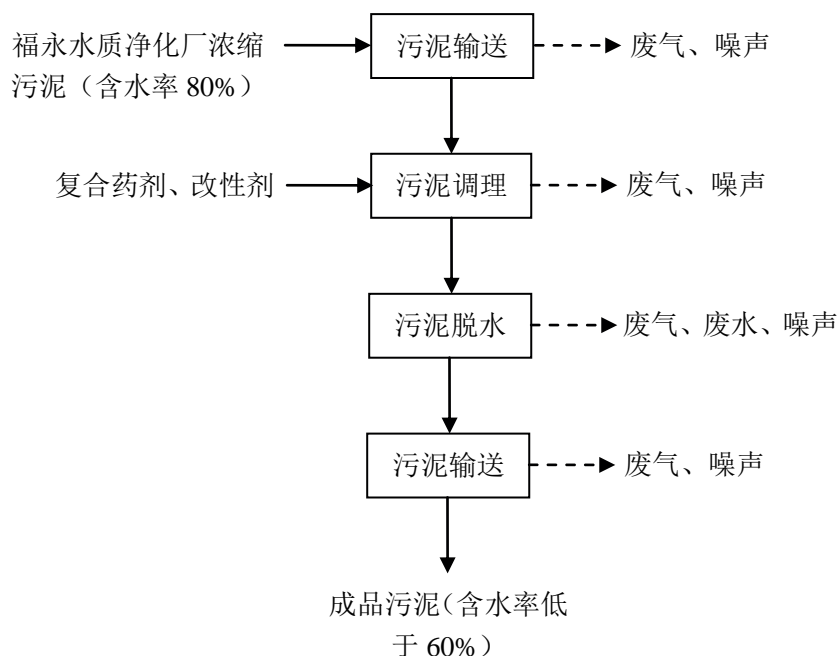 福永水质净化厂浓缩
污泥（含水率 80%）
污泥输送
废气、噪声
复合药剂、改性剂
污泥调理
废气、噪声
污泥脱水
废气、废水、噪声
污泥输送
废气、噪声
成品污泥（含水率低
于 60%）